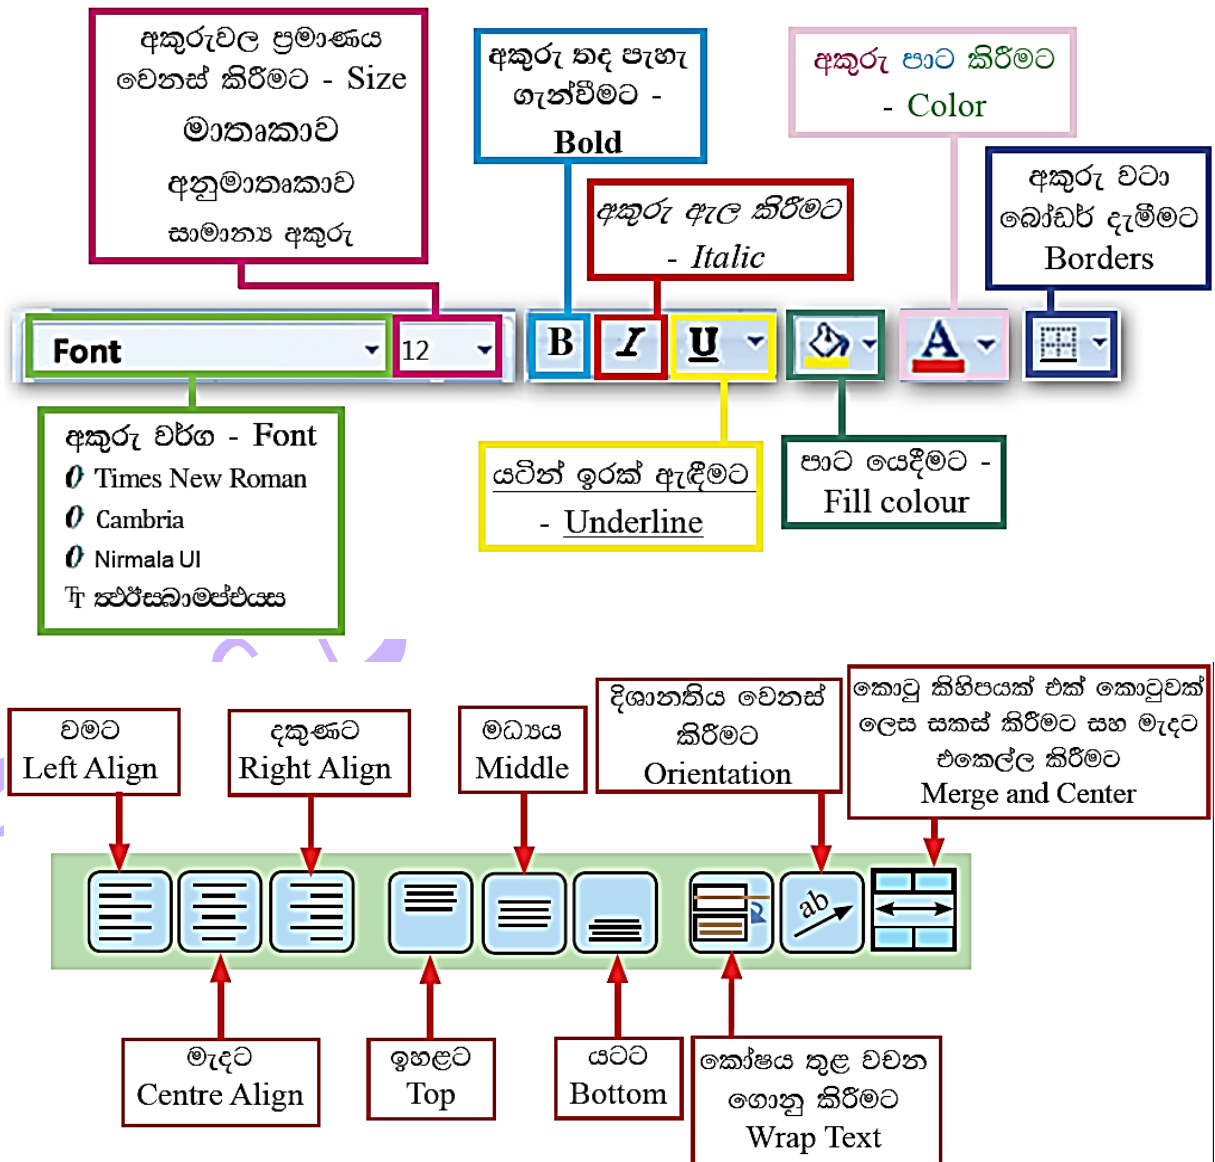 අකුරුවල ප්‍රමාණය
වෙනස් කිරීමට - Size
මාතෘකාව
අනුමාතෘකාව
සාමාන්‍ය අකුරු
අකුරු තද පැහැ
ගැන්වීමට -
Bold
අකුරු පාට කිරීමට
- Color
අකුරු ඇල කිරීමට
- Italic
අකුරු වටා
බෝඩර් දැමීමට
Borders
Font
12
B
I
U
A
අකුරු වර්ග - Font
Times New Roman
Cambria
Nirmala UI
යටින් ඉරක් ඇඳීමට
- Underline
පාට යෙදීමට -
Fill colour
වමට
Left Align
දකුණට
Right Align
මධ්‍යය
Middle
දිශානතිය වෙනස්
කිරීමට
Orientation
කොටු කිහිපයක් එක් කොටුවක්
ලෙස සකස් කිරීමට සහ මැදට
එකෙල්ල කිරීමට
Merge and Center
ab
මැදට
Centre Align
ඉහළට
Top
යටට
Bottom
කෝෂය තුළ වචන
ගොනු කිරීමට
Wrap Text